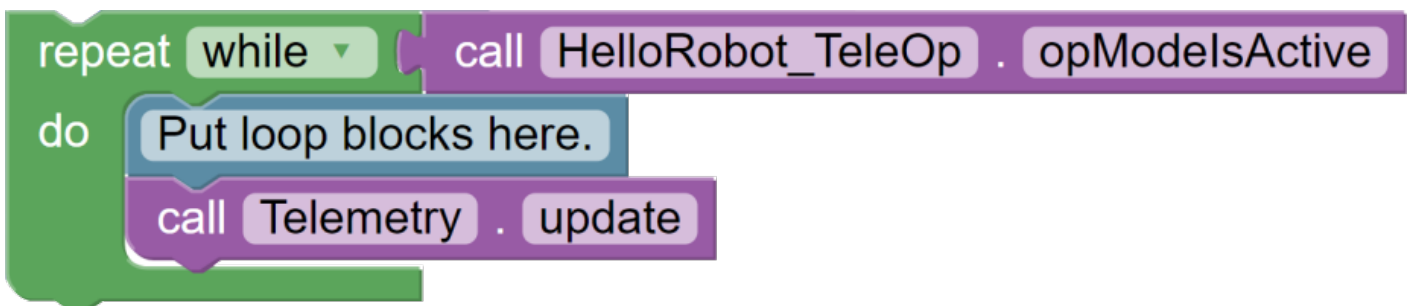 repeat while ▾ call HelloRobot_TeleOp . opModeIsActive
do Put loop blocks here.
call Telemetry . update